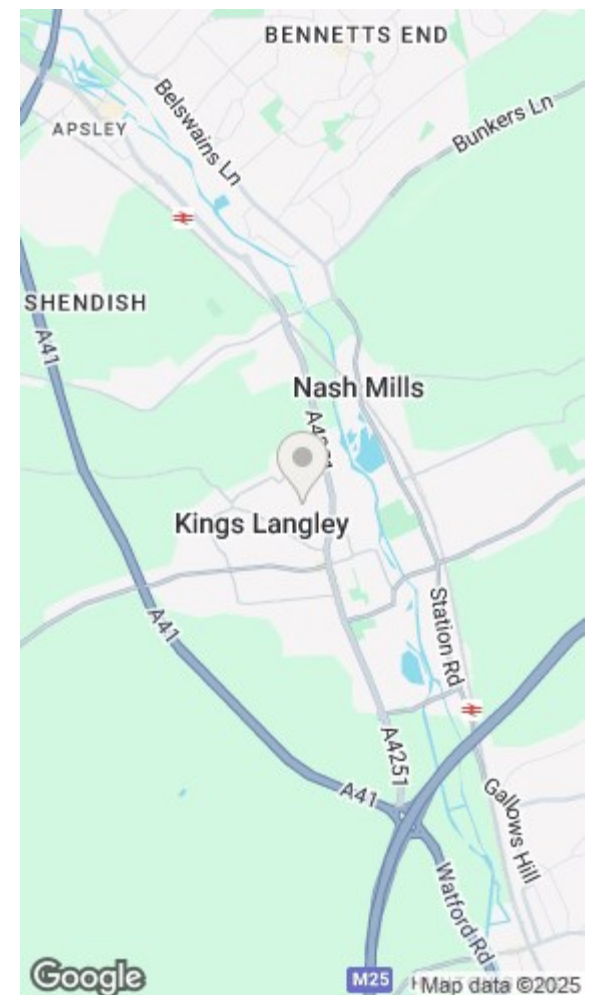 BENNETTS END
Belswains Ln
Bunkers Ln
APSLEY
SHENDISH
A41
Nash Mills
Kings Langley
A41
Station Rd
A4251
A41
Gallows Hill
Watford Rd
Google
M25
Map data ©2025